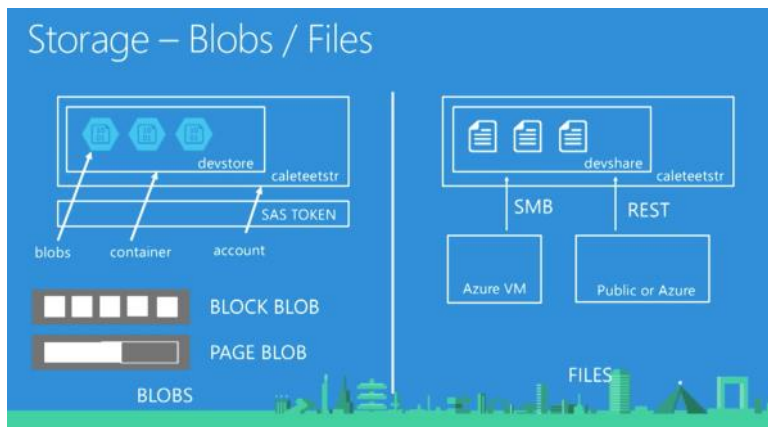 Storage – Blobs / Files
devstore
caleteetstr
SAS TOKEN
blobs
container
account
BLOCK BLOB
PAGE BLOB
BLOBS
devshare
caleteetstr
SMB
REST
Azure VM
Public or Azure
FILES